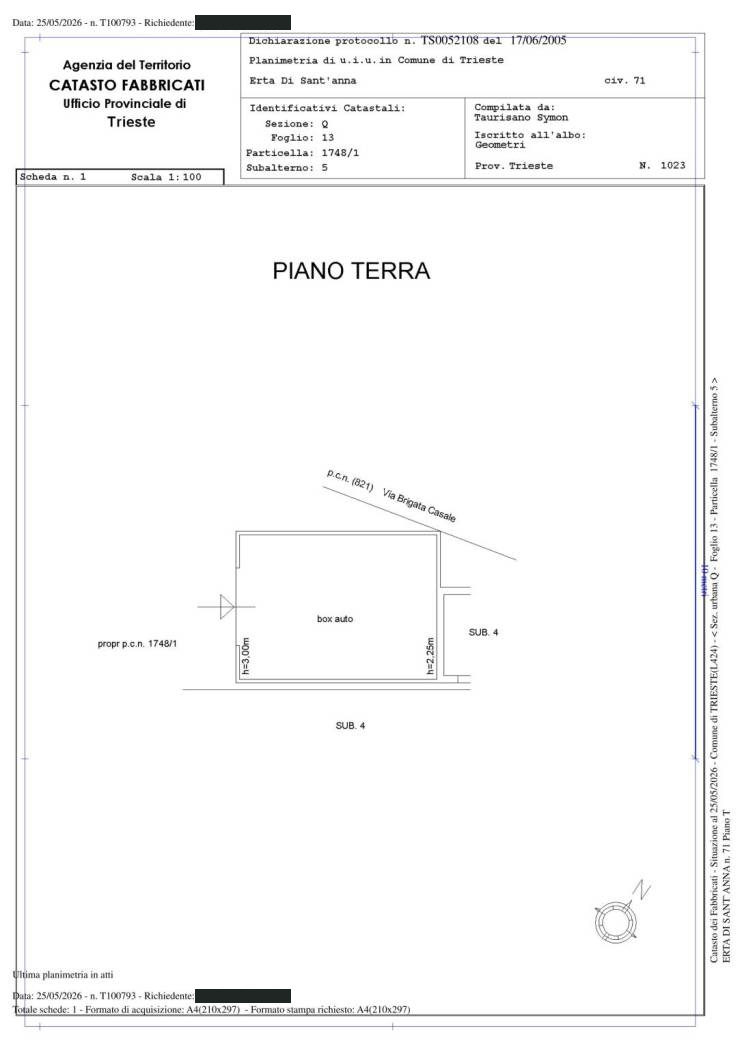 Data: 25/05/2026 - n. T100793 - Richiedente:
Dichiarazione protocollo n. TS0052108 del 17/06/2005
Planimetria di u.i.u. in Comune di Trieste
Erta Di Sant'anna civ. 71
Agenzia del Territorio
CATASTO FABBRICATI
Ufficio Provinciale di
Trieste
Identificativi Catastali:
Sezione: Q
Foglio: 13
Particella: 1748/1
Subalterno: 5
Compilata da:
Taurisano Symon
Iscritto all'albo:
Geometri
Prov. Trieste N. 1023
Scheda n. 1 Scala 1:100
PIANO TERRA
p.c.n. (821) Via Brigata Casale
box auto
h=3,00m
h=2,25m
SUB. 4
propr p.c.n. 1748/1
SUB. 4
N
10 metri
Catasto dei Fabbricati - Situazione al 25/05/2026 - Comune di TRIESTE(L424) - < Sez. urbana Q - Foglio 13 - Particella 1748/1 - Subalterno 5 >
ERTA DI SANT' ANNA n. 71 Piano T
Ultima planimetria in atti
Data: 25/05/2026 - n. T100793 - Richiedente:
Totale schede: 1 - Formato di acquisizione: A4(210x297) - Formato stampa richiesto: A4(210x297)